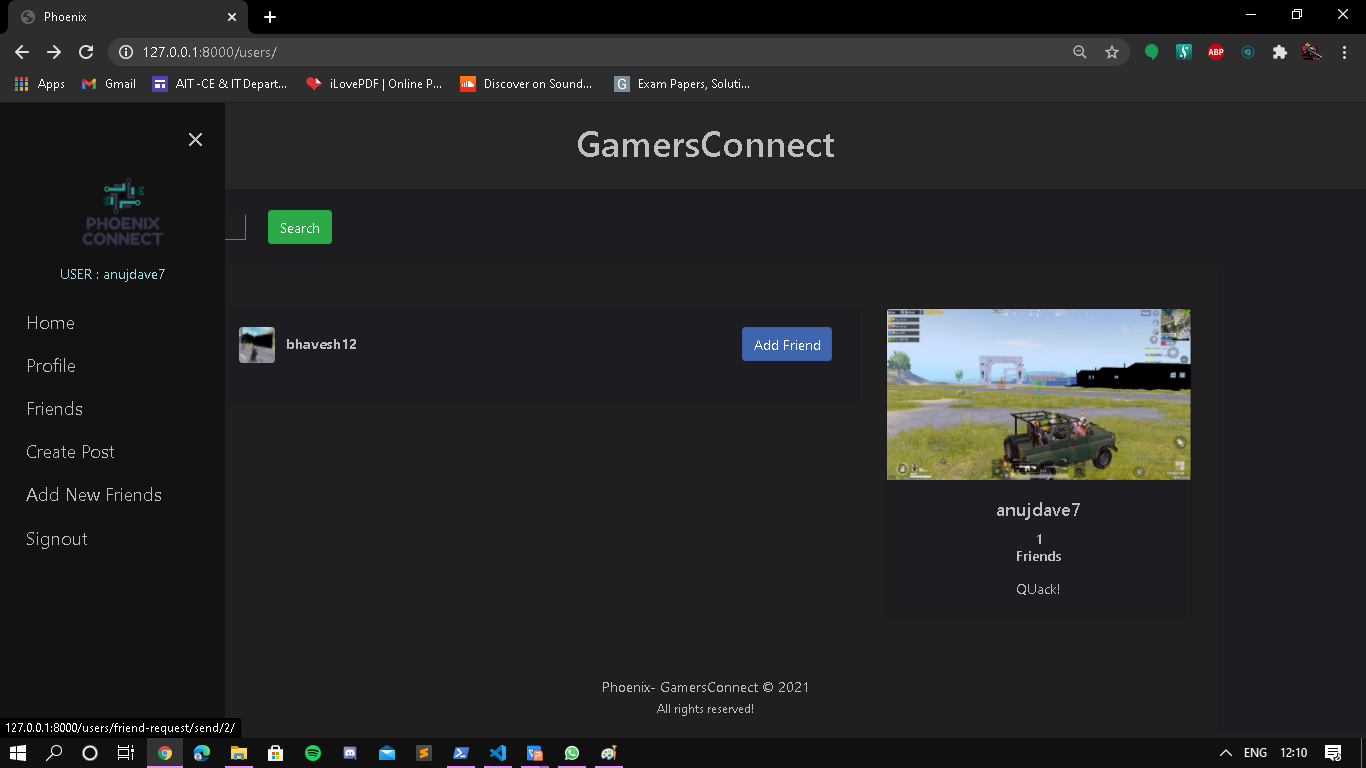 Phoenix
127.0.0.1:8000/users/
ABP
Apps
Gmail
AIT -CE & IT Depart...
iLovePDF | Online P...
Discover on Sound...
G
Exam Papers, Soluti...
GamersConnect
PHOENIX
CONNECT
Search
USER : anujdave7
Home
Profile
Friends
Create Post
Add New Friends
Signout
bhavesh12
Add Friend
anujdave7
1
Friends
QUack!
Phoenix- GamersConnect © 2021
All rights reserved!
127.0.0.1:8000/users/friend-request/send/2/
ENG
12:10